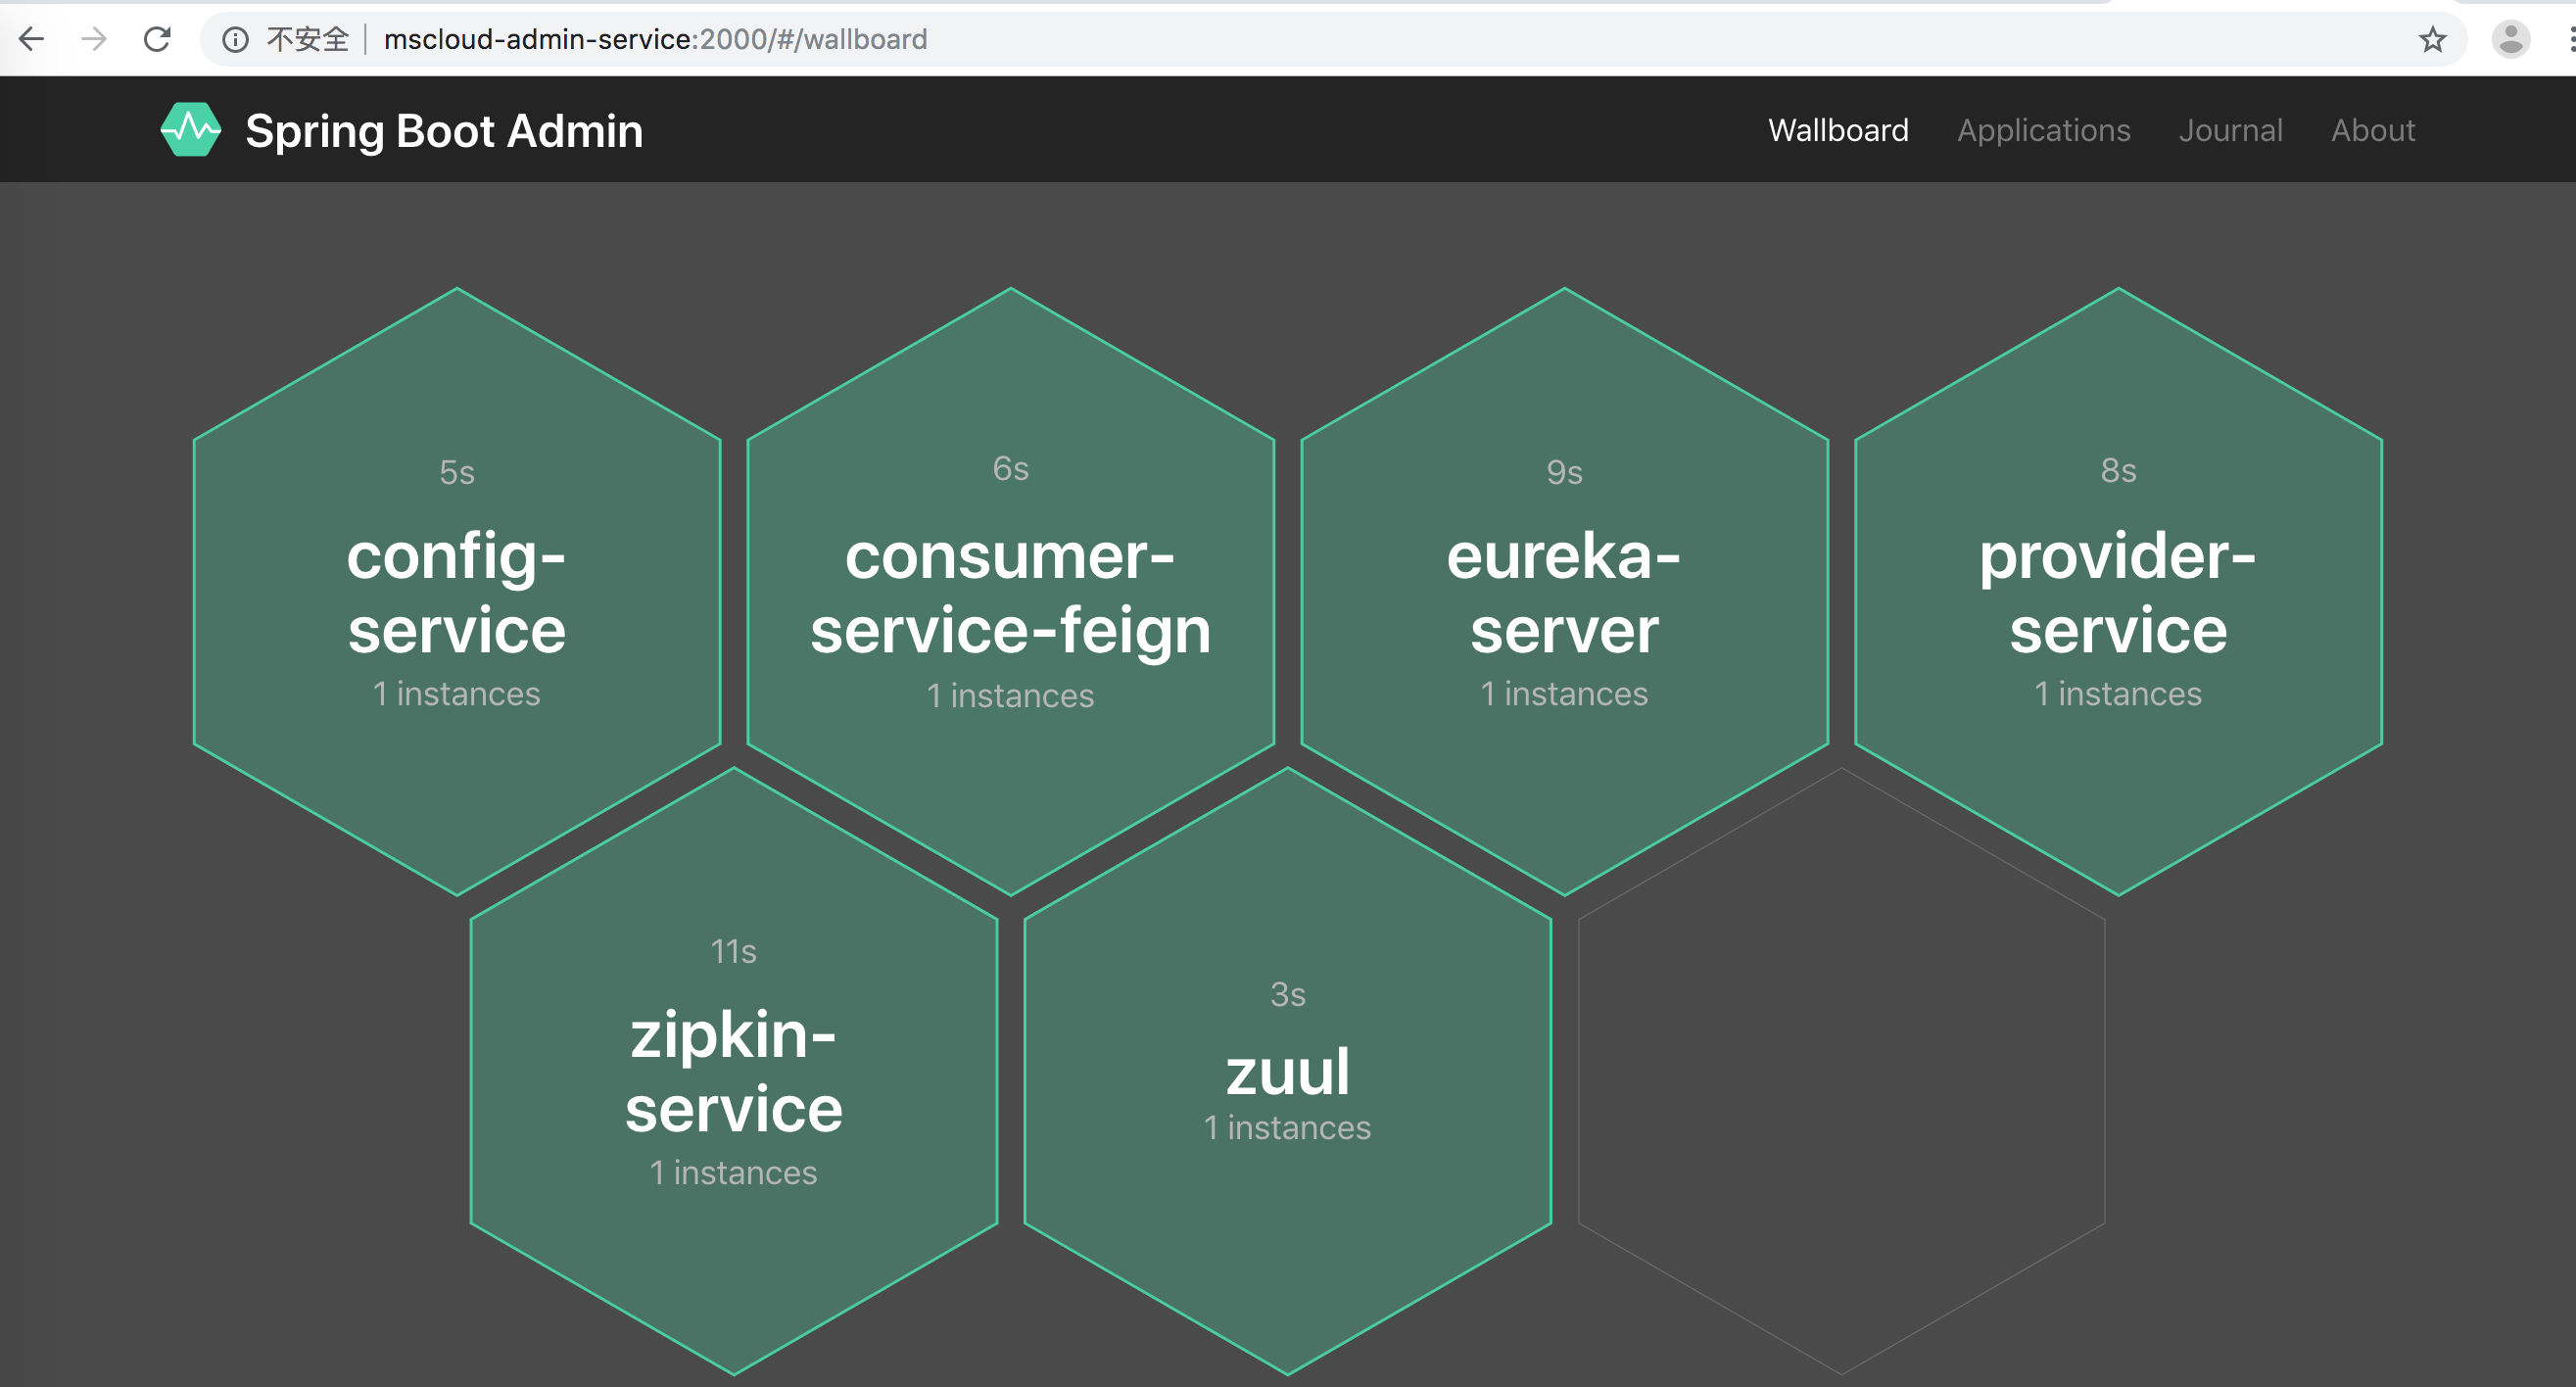 不安全 mscloud-admin-service:2000/#/wallboard
Spring Boot Admin Wallboard Applications Journal About
5s
config-
service
1 instances
6s
consumer-
service-feign
1 instances
9s
eureka-
server
1 instances
8s
provider-
service
1 instances
11s
zipkin-
service
1 instances
3s
zuul
1 instances